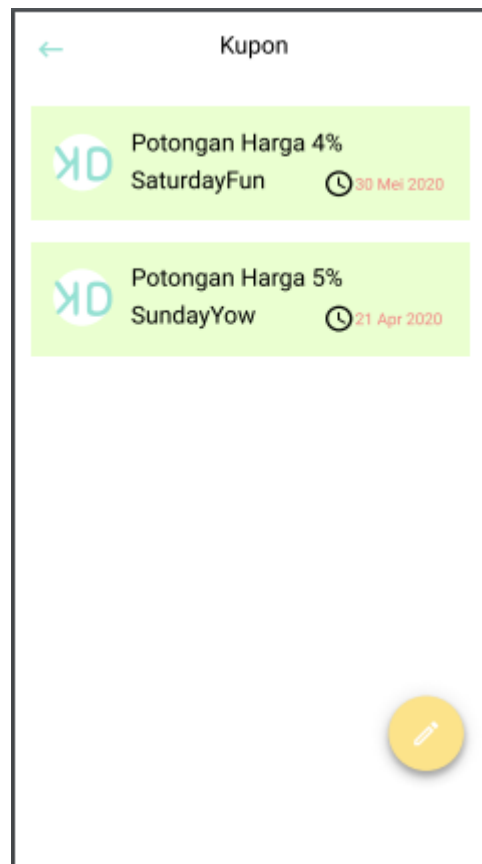 Kupon
Potongan Harga 4%
SaturdayFun
30 Mei 2020
Potongan Harga 5%
SundayYow
21 Apr 2020